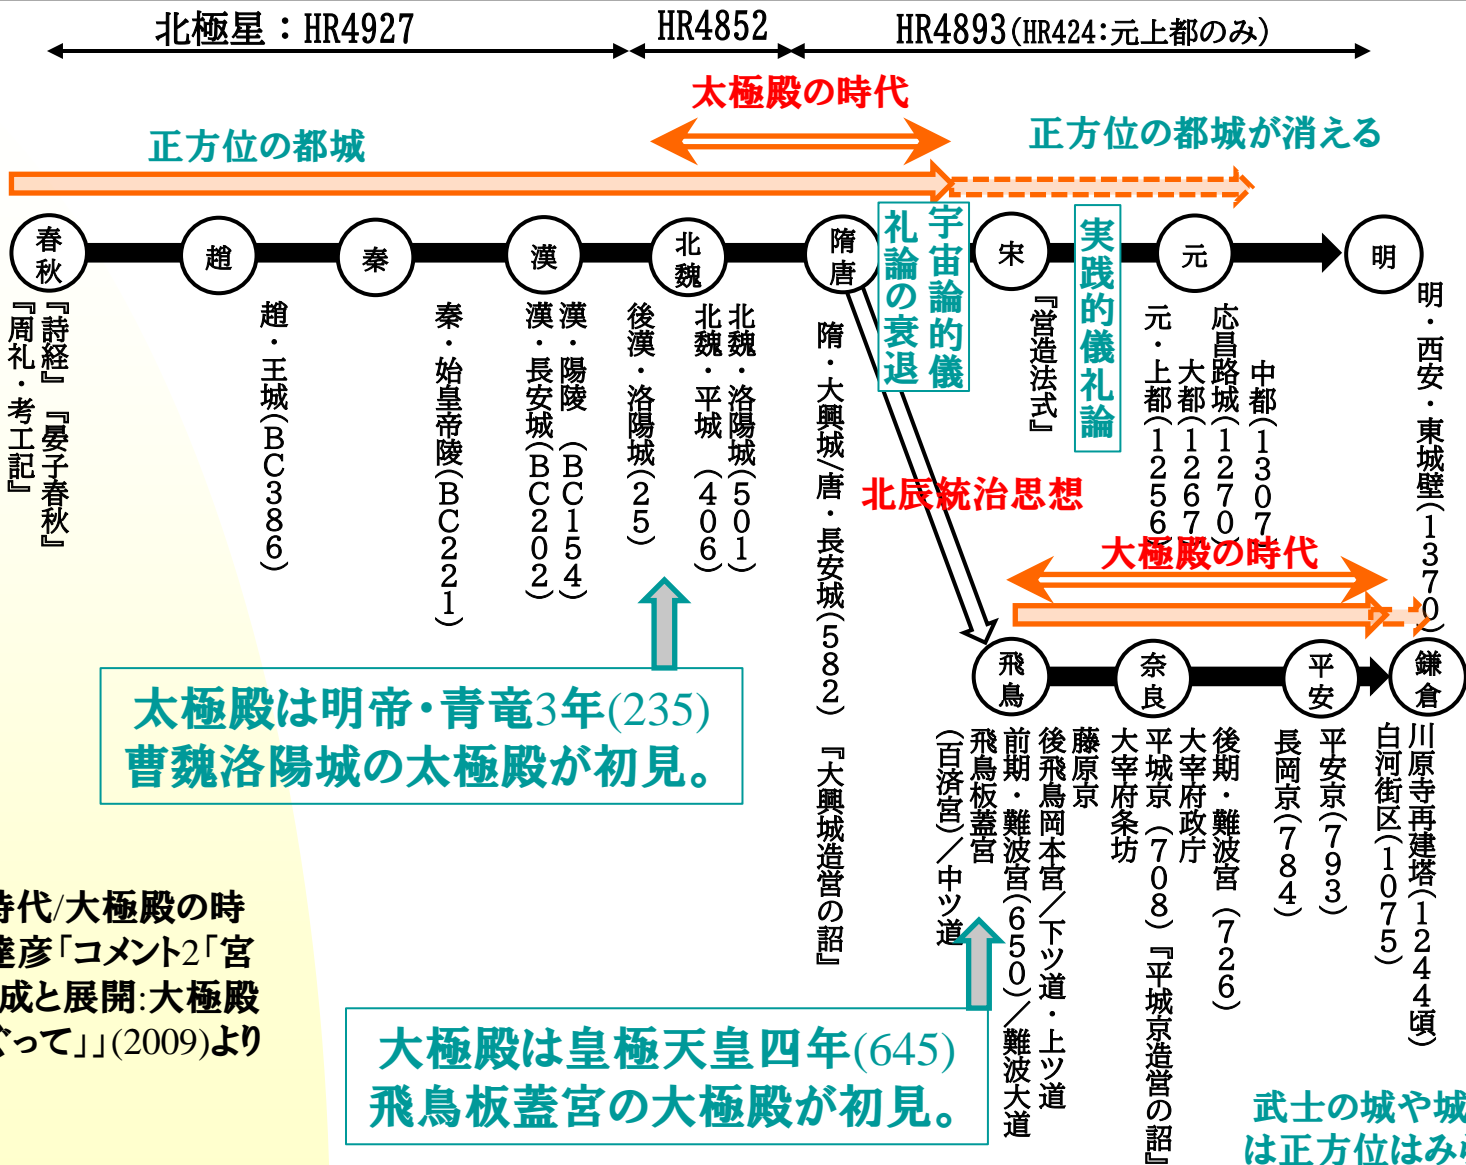 北極星：HR4927
HR4852
HR4893(HR424:元上都のみ)
太極殿の時代
正方位の都城
正方位の都城が消える
春秋
趙
秦
漢
北魏
隋唐
宋
元
明
宇宙論的儀
礼論の衰退
実践的儀礼論
『詩経』『晏子春秋』
『周礼・考工記』
趙・王城(BC386)
秦・始皇帝陵(BC221)
漢・陽陵(BC154)
漢・長安城(BC202)
後漢・洛陽城(25)
北魏・洛陽城(501)
北魏・平城(406)
隋・大興城/唐・長安城(582)『大興城造営の詔』
『営造法式』
中都(1307)
応昌路城(1270)
大都(1267)
元・上都(1256)
明・西安・東城壁(1370)
北辰統治思想
大極殿の時代
太極殿は明帝・青竜3年(235)
曹魏洛陽城の太極殿が初見。
飛鳥
奈良
平安
鎌倉
(百済宮)／中ツ道
飛鳥板蓋宮
前期・難波宮(650)／難波大道
後飛鳥岡本宮／下ツ道・上ツ道
藤原京
大宰府条坊
平城京(708)『平城京造営の詔』
大宰府政庁
後期・難波宮(726)
長岡京(784)
平安京(793)
白河街区(1075)
川原寺再建塔(1244頃)
時代/大極殿の時
達彦「コメント2「宮
成と展開:大極殿
ぐって」」(2009)より
大極殿は皇極天皇四年(645)
飛鳥板蓋宮の大極殿が初見。
武士の城や城
は正方位はみ